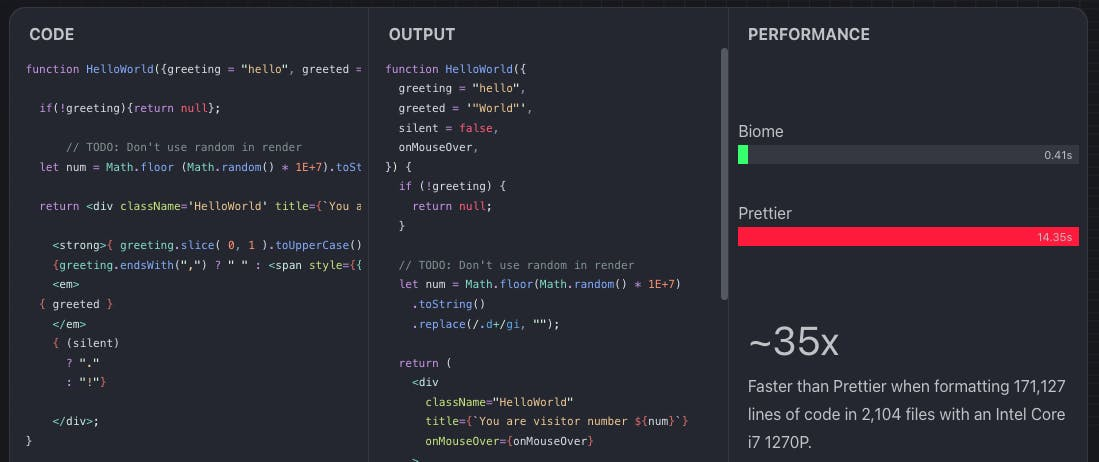 CODE
function HelloWorld({greeting = "hello", greeted =
if(!greeting){return null};
// TODO: Don't use random in render
let num = Math.floor (Math.random() * 1E+7).toSt
return <div className='HelloWorld' title={`You a
<strong>{ greeting.slice( 0, 1 ).toUpperCase()
{greeting.endsWith(",") ? " " : <span style={{
<em>
{ greeted }
</em>
{ (silent)
? "."
: "!"}
</div>;
}
OUTPUT
function HelloWorld({
greeting = "hello",
greeted = '"World"',
silent = false,
onMouseOver,
}) {
if (!greeting) {
return null;
}
// TODO: Don't use random in render
let num = Math.floor(Math.random() * 1E+7)
.toString()
.replace(/.d+/gi, "");
return (
<div
className="HelloWorld"
title={`You are visitor number ${num}`}
onMouseOver={onMouseOver}
>
PERFORMANCE
Biome
0.41s
Prettier
14.35s
~35x
Faster than Prettier when formatting 171,127
lines of code in 2,104 files with an Intel Core
i7 1270P.